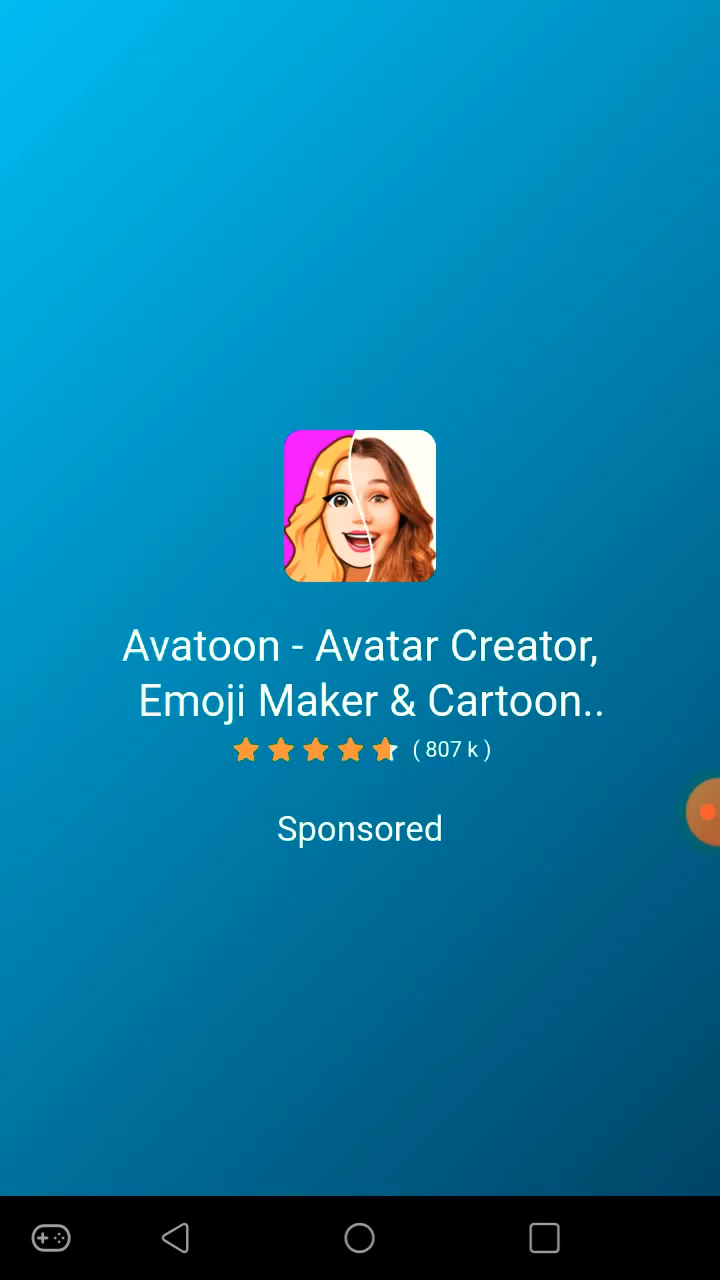 Avatoon - Avatar Creator,
Emoji Maker & Cartoon..
( 807 k )
Sponsored